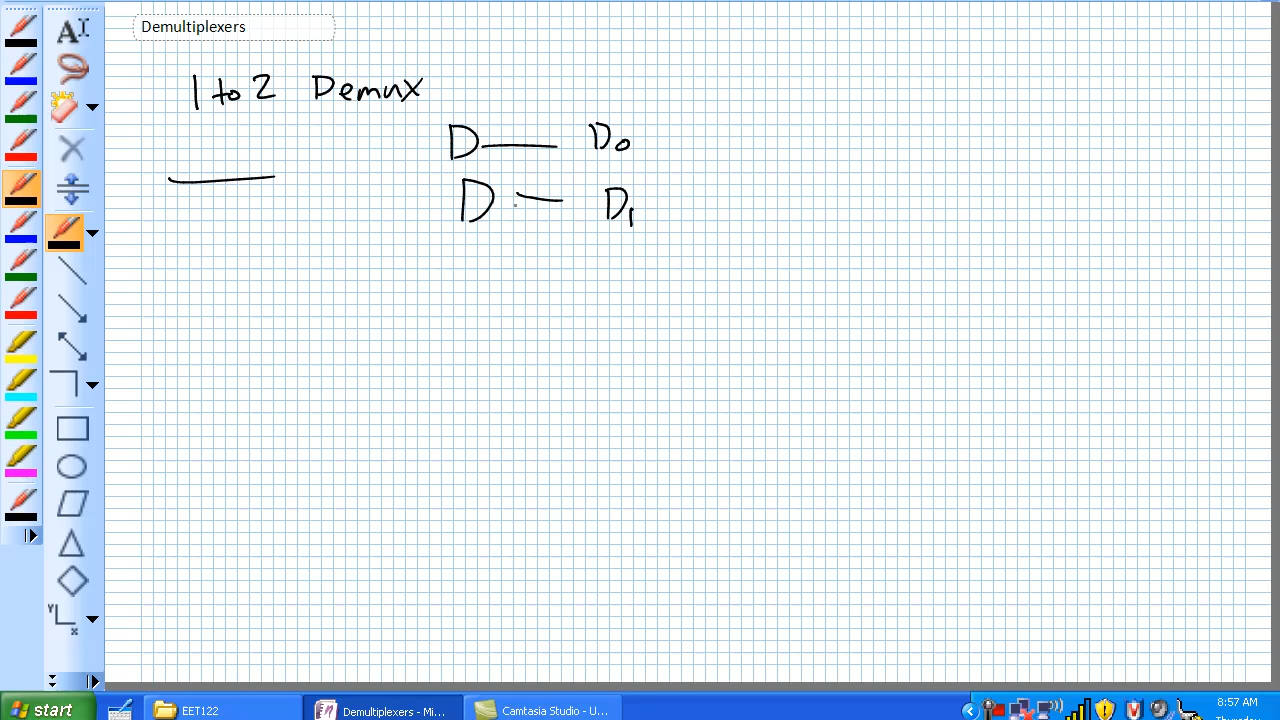 Demultiplexers
1 to 2 Demux
D D0
D D1
start
EET122
Demultiplexers - Mi...
Camtasia Studio - U...
8:57 AM